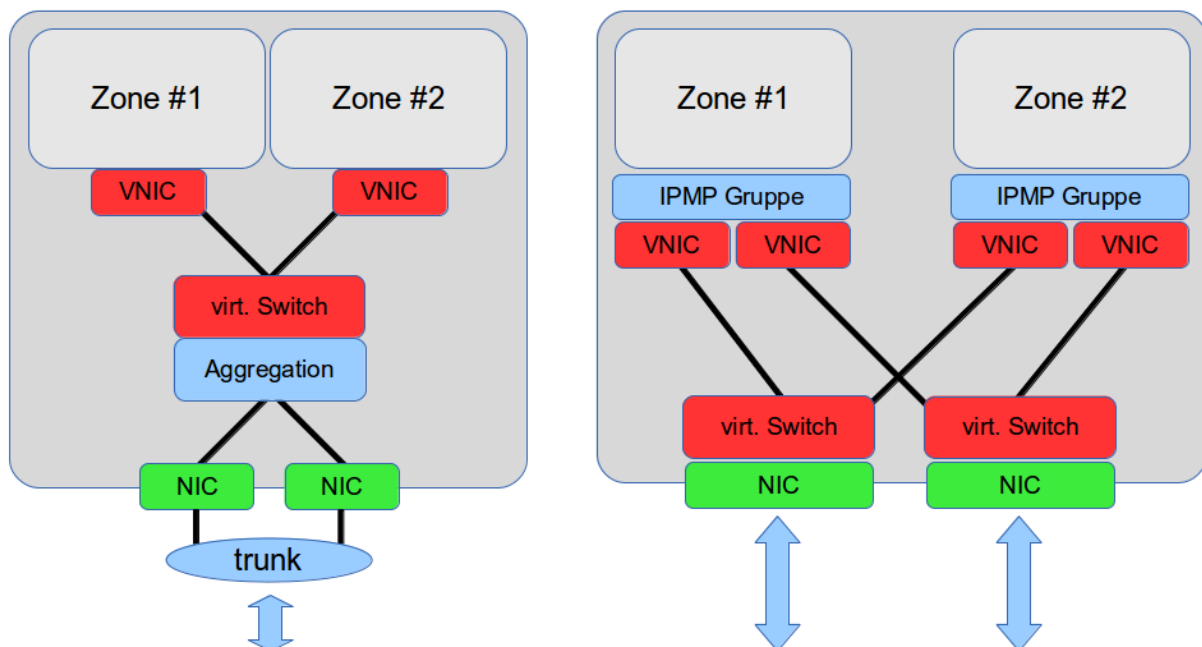 Zone #1
Zone #2
VNIC
VNIC
virt. Switch
Aggregation
NIC
NIC
trunk
Zone #1
Zone #2
IPMP Gruppe
IPMP Gruppe
VNIC
VNIC
VNIC
VNIC
virt. Switch
virt. Switch
NIC
NIC